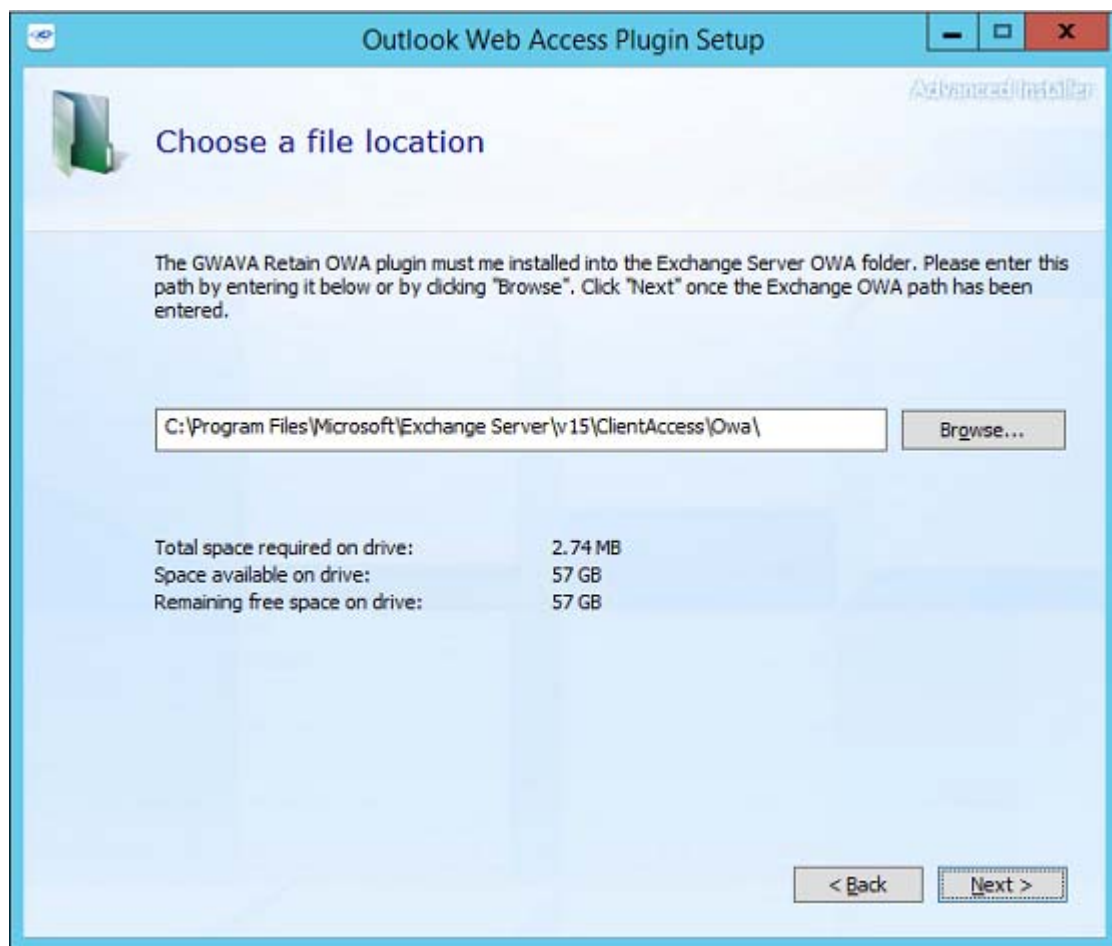 Outlook Web Access Plugin Setup
Advanced Installer
Choose a file location
The GWAVA Retain OWA plugin must me installed into the Exchange Server OWA folder. Please enter this
path by entering it below or by clicking "Browse". Click "Next" once the Exchange OWA path has been
entered.
C:\Program Files\Microsoft\Exchange Server\v15\ClientAccess\Owa\
Browse...
Total space required on drive: 2.74 MB
Space available on drive: 57 GB
Remaining free space on drive: 57 GB
< Back
Next >